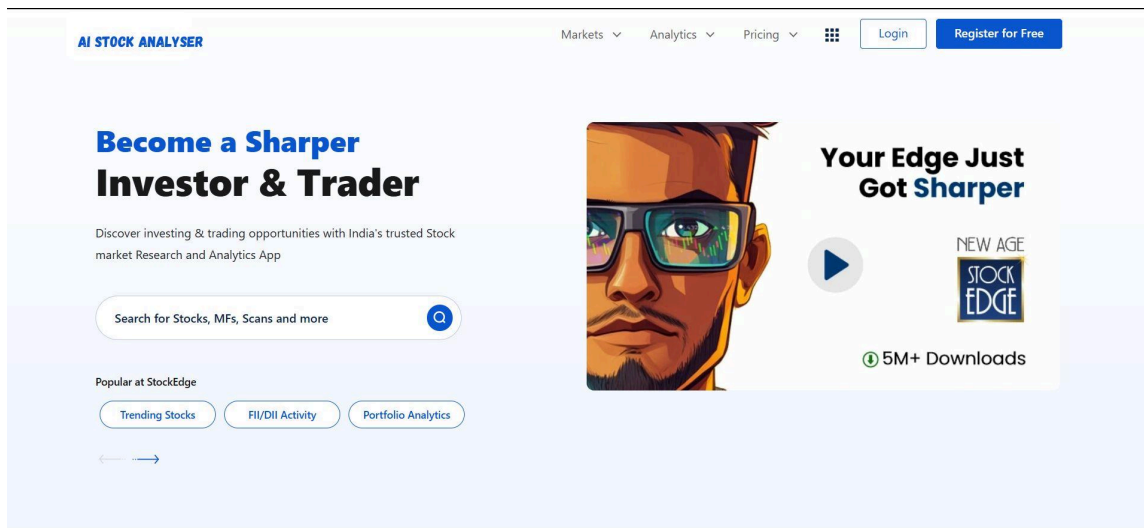 AI STOCK ANALYSER
Markets
Analytics
Pricing
Login
Register for Free
Become a Sharper
Investor & Trader
Discover investing & trading opportunities with India's trusted Stock
market Research and Analytics App
Search for Stocks, MFs, Scans and more
Popular at StockEdge
Trending Stocks
FII/DII Activity
Portfolio Analytics
Your Edge Just
Got Sharper
NEW AGE
STOCK
EDGE
5M+ Downloads